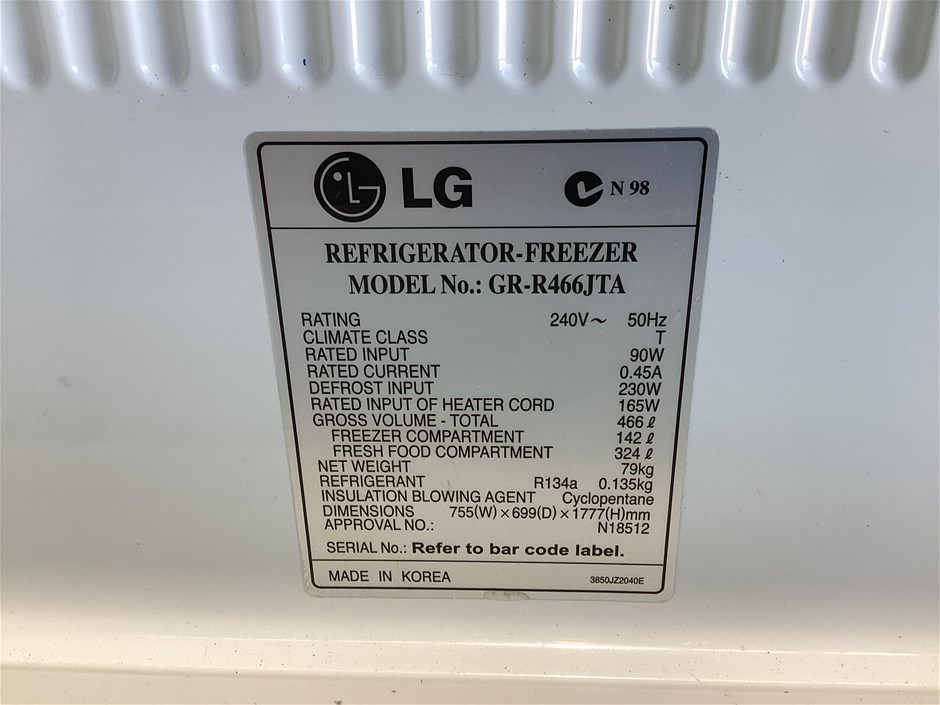 LG N 98
REFRIGERATOR-FREEZER
MODEL No.: GR-R466JTA
RATING 240V～ 50Hz
CLIMATE CLASS T
RATED INPUT 90W
RATED CURRENT 0.45A
DEFROST INPUT 230W
RATED INPUT OF HEATER CORD 165W
GROSS VOLUME - TOTAL 466 ℓ
FREEZER COMPARTMENT 142 ℓ
FRESH FOOD COMPARTMENT 324 ℓ
NET WEIGHT 79kg
REFRIGERANT R134a 0.135kg
INSULATION BLOWING AGENT Cyclopentane
DIMENSIONS 755(W)×699(D)×1777(H)mm
APPROVAL NO.: N18512
SERIAL No.: Refer to bar code label.
MADE IN KOREA 3850JZ2040E